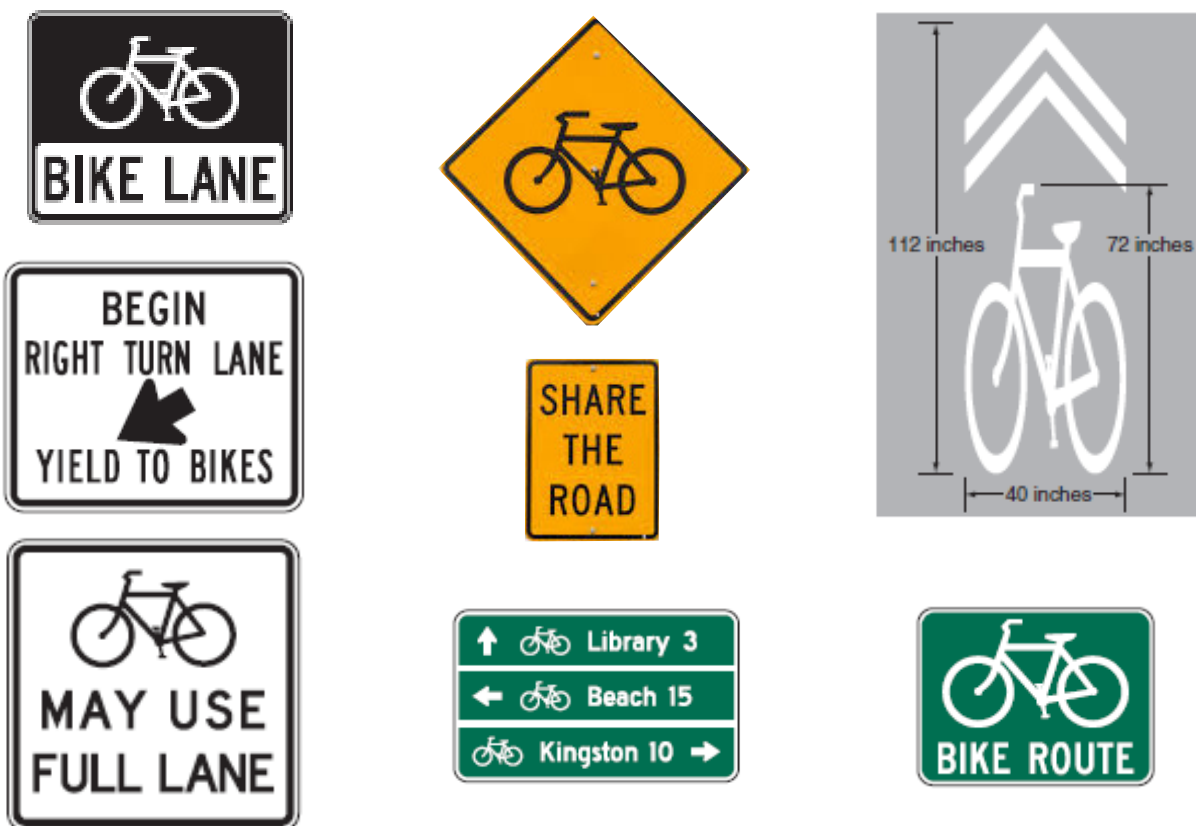 BIKE LANE
BEGIN
RIGHT TURN LANE
YIELD TO BIKES
MAY USE
FULL LANE
SHARE
THE
ROAD
Library 3
Beach 15
Kingston 10
112 inches
72 inches
40 inches
BIKE ROUTE